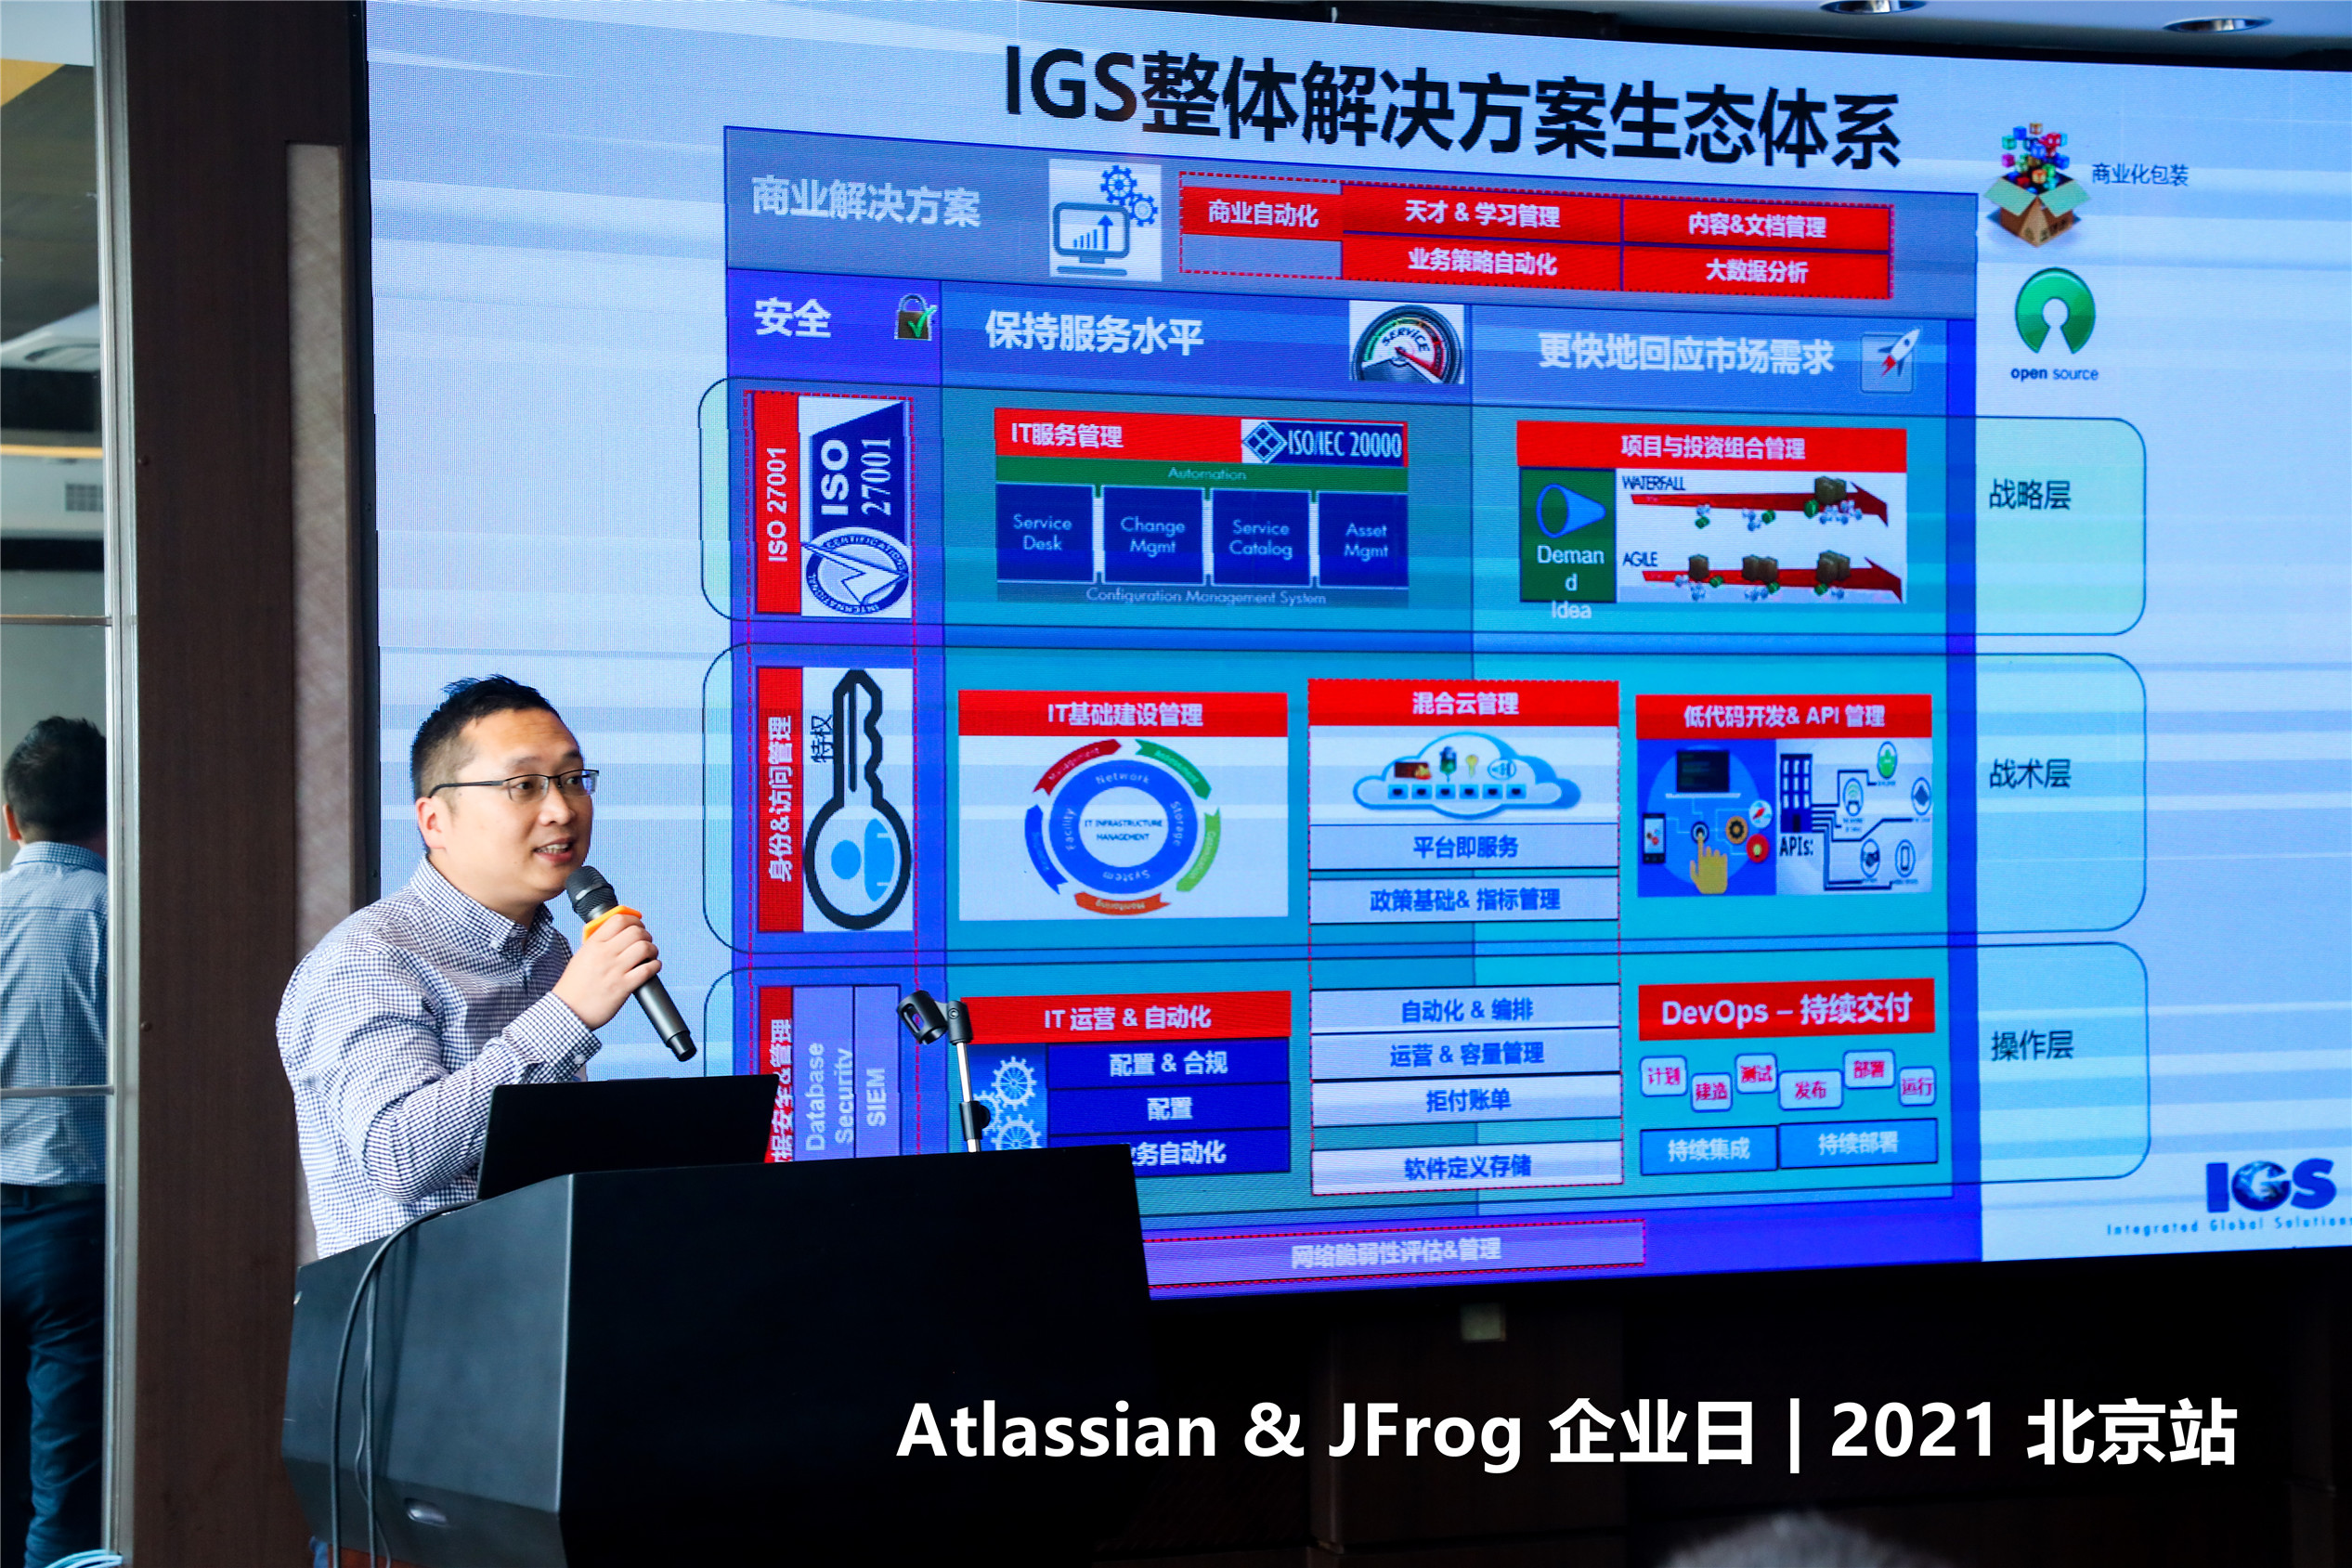 IGS整体解决方案生态体系
商业化包装
商业解决方案
商业自动化
天才 & 学习管理
内容&文档管理
业务策略自动化
大数据分析
open source
安全
保持服务水平
SERVICE
更快地回应市场需求
ISO 27001
ISO
27001
IT服务管理
ISO/IEC 20000
Automation
Service
Desk
Change
Mgmt
Service
Catalog
Asset
Mgmt
Configuration Management System
项目与投资组合管理
WATERFALL
AGILE
Deman
d
Idea
战略层
身份&访问管理
特权
IT基础建设管理
Management
Network
Storage
System
Facility
Monitoring
IT INFRASTRUCTURE
MANAGEMENT
混合云管理
平台即服务
政策基础& 指标管理
低代码开发& API 管理
APIs:
战术层
据安全&管理
Database
Security
SIEM
IT 运营 & 自动化
配置 & 合规
配置
务自动化
自动化 & 编排
运营 & 容量管理
拒付账单
软件定义存储
DevOps – 持续交付
计划
建造
测试
发布
部署
运行
持续集成
持续部署
操作层
网络脆弱性评估&管理
IGS
Integrated Global Solutions
Atlassian & JFrog 企业日 | 2021 北京站